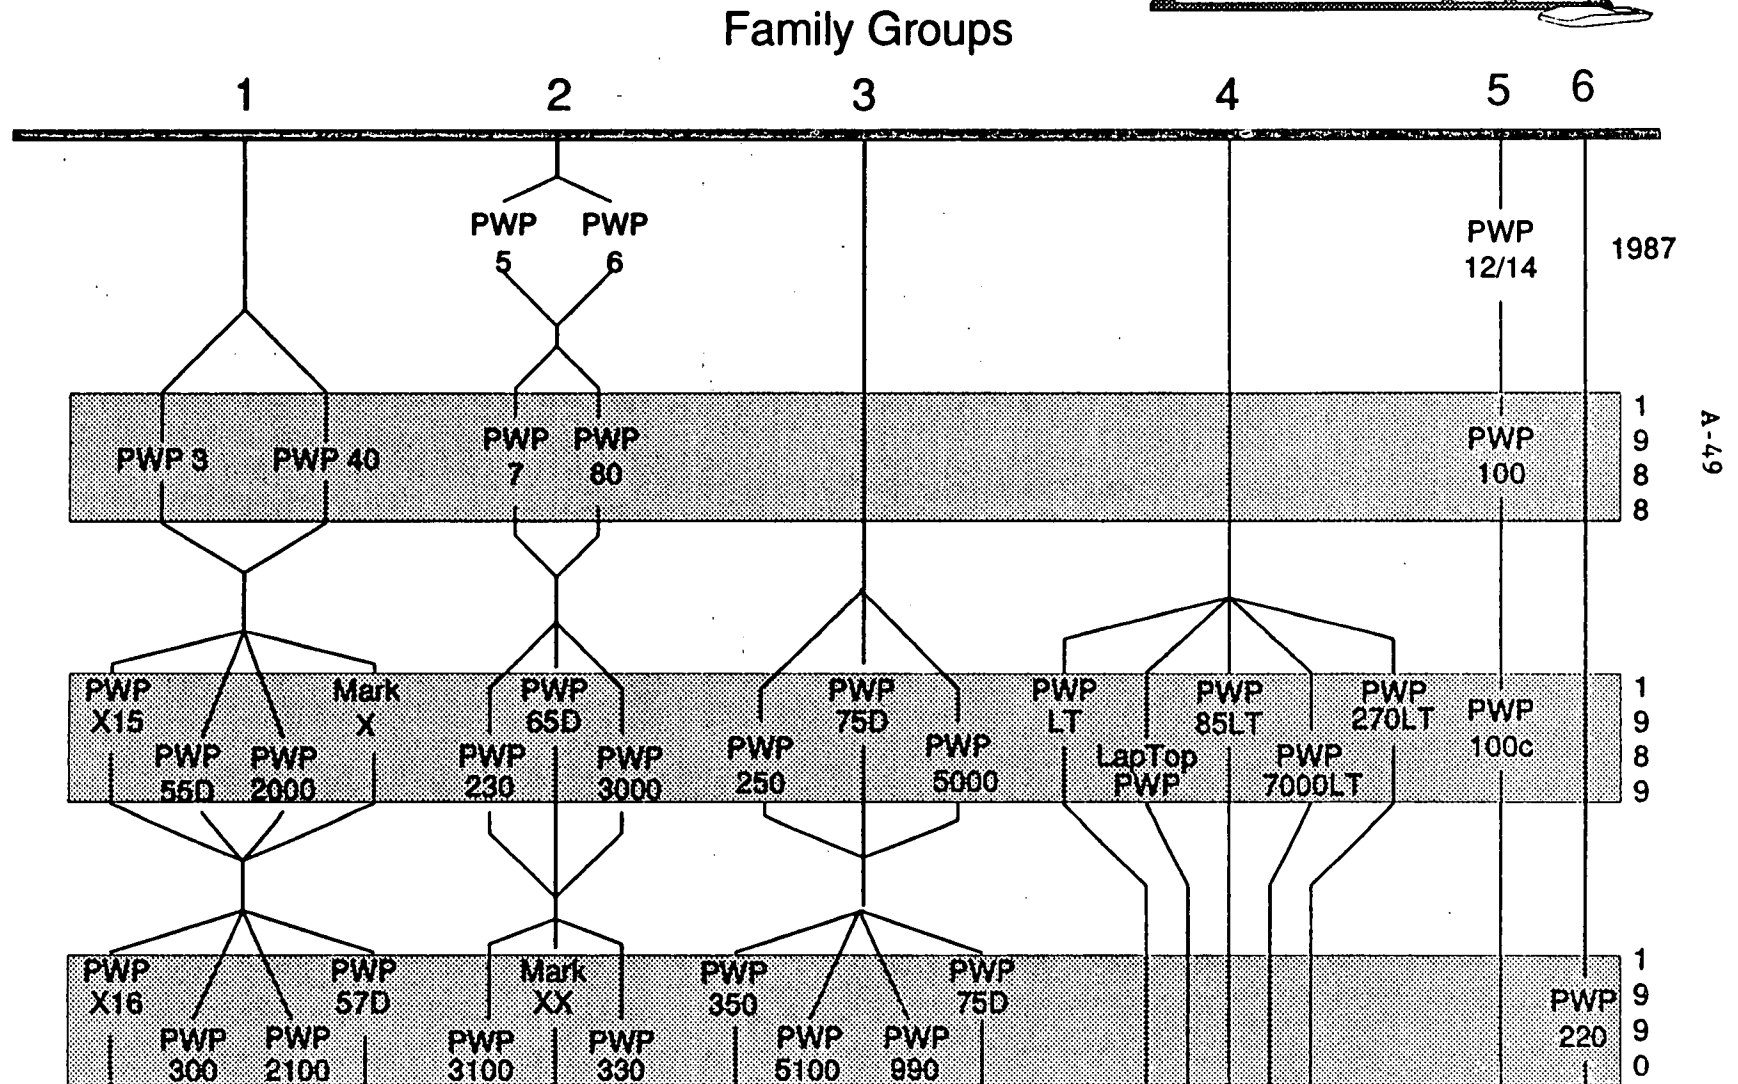 Family Groups
1 2 3 4 5 6
PWP 5
PWP 6
PWP 12/14
1987
PWP 3
PWP 40
PWP 7
PWP 80
PWP 100
1988
A-49
PWP X15
PWP 55D
PWP 2000
Mark X
PWP 65D
PWP 230
PWP 3000
PWP 75D
PWP 250
PWP 5000
PWP LT
LapTop PWP
PWP 85LT
PWP 7000LT
PWP 270LT
PWP 100c
1989
PWP X16
PWP 300
PWP 2100
PWP 57D
PWP 3100
Mark XX
PWP 330
PWP 350
PWP 5100
PWP 990
PWP 75D
PWP 220
1990